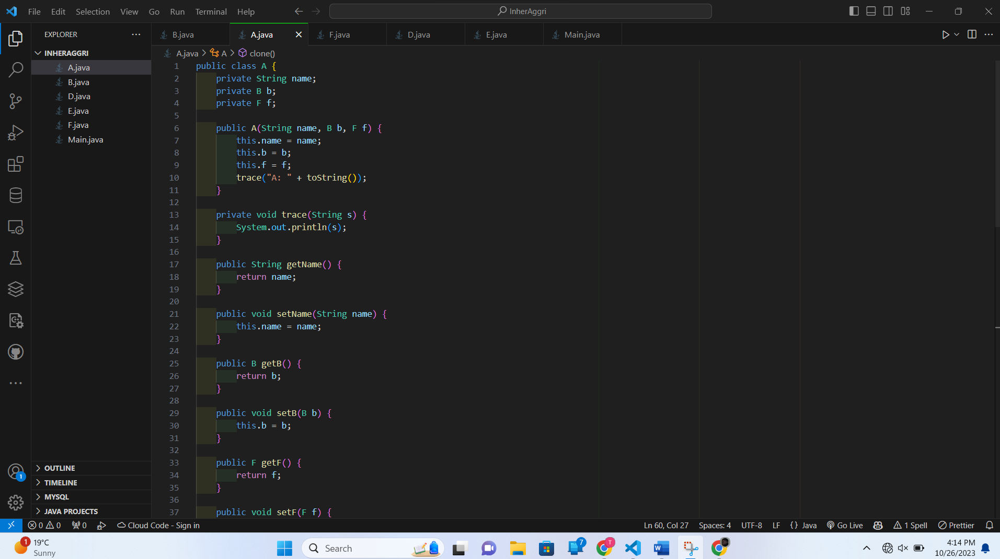 File Edit Selection View Go Run Terminal Help
InherAggri
EXPLORER
INHERAGGRI
A.java
B.java
D.java
E.java
F.java
Main.java
OUTLINE
TIMELINE
MYSQL
JAVA PROJECTS
B.java A.java F.java D.java E.java Main.java
A.java > A > clone()
1 public class A {
2 private String name;
3 private B b;
4 private F f;
5
6 public A(String name, B b, F f) {
7 this.name = name;
8 this.b = b;
9 this.f = f;
10 trace("A: " + toString());
11 }
12
13 private void trace(String s) {
14 System.out.println(s);
15 }
16
17 public String getName() {
18 return name;
19 }
20
21 public void setName(String name) {
22 this.name = name;
23 }
24
25 public B getB() {
26 return b;
27 }
28
29 public void setB(B b) {
30 this.b = b;
31 }
32
33 public F getF() {
34 return f;
35 }
36
37 public void setF(F f) {
1
0 0 0 Cloud Code - Sign in Ln 60, Col 27 Spaces: 4 UTF-8 LF {} Java Go Live 1 Spell Prettier
1 19°C
Sunny
Search
7
T
4:14 PM
10/26/2023